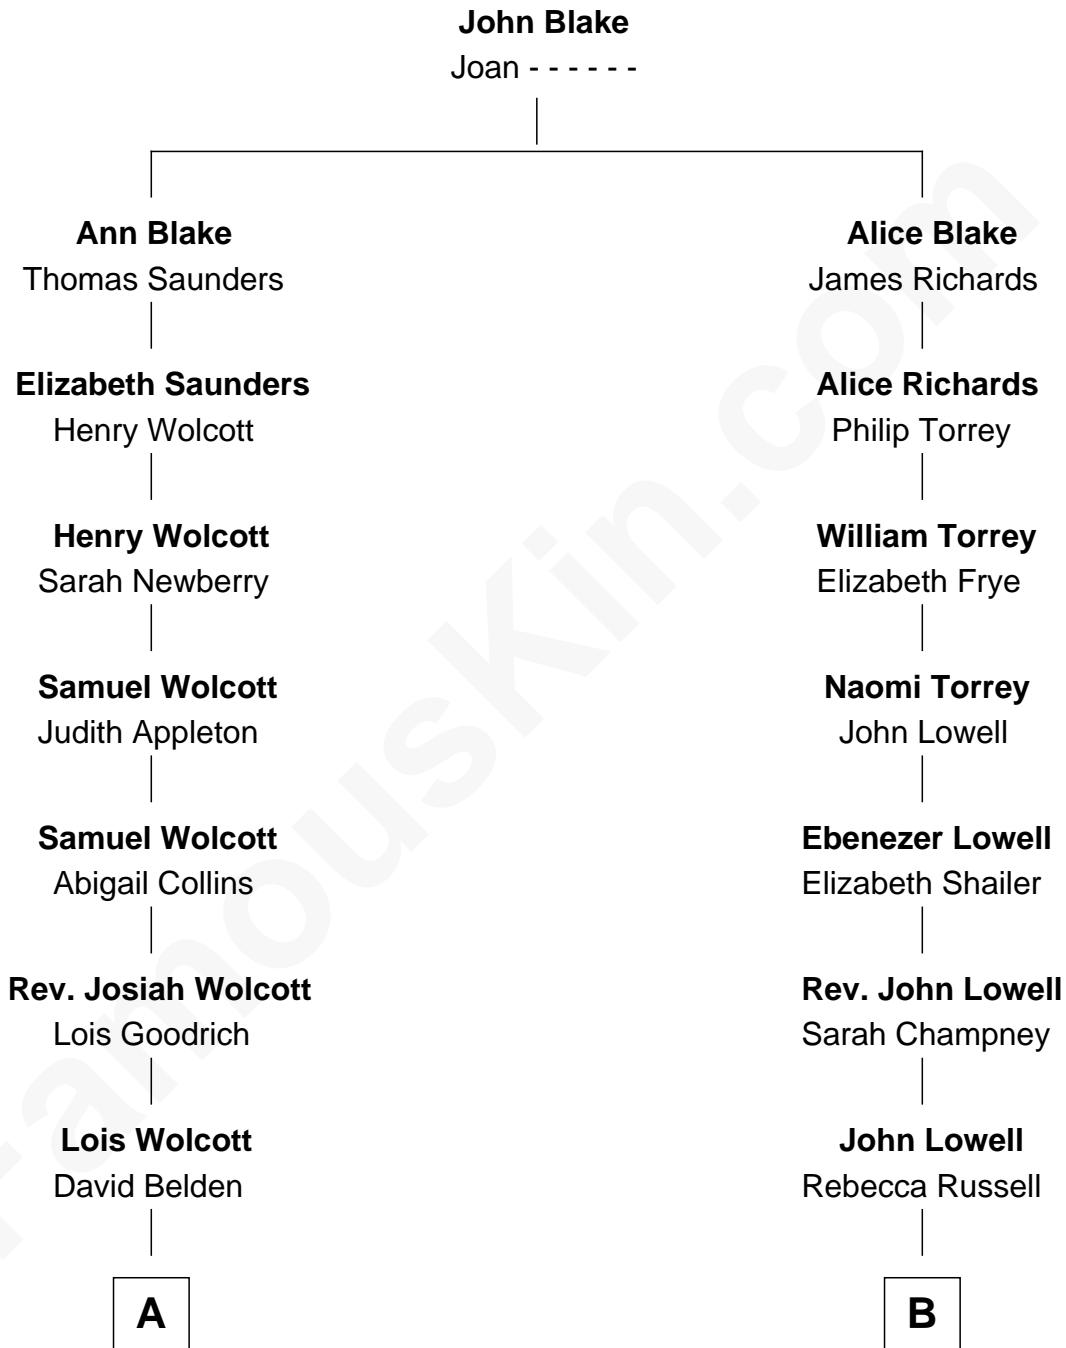 John Blake
Joan - - - - - -
Ann Blake
Thomas Saunders
Alice Blake
James Richards
Elizabeth Saunders
Henry Wolcott
Alice Richards
Philip Torrey
Henry Wolcott
Sarah Newberry
William Torrey
Elizabeth Frye
Samuel Wolcott
Judith Appleton
Naomi Torrey
John Lowell
Samuel Wolcott
Abigail Collins
Ebenezer Lowell
Elizabeth Shailer
Rev. Josiah Wolcott
Lois Goodrich
Rev. John Lowell
Sarah Champney
Lois Wolcott
David Belden
John Lowell
Rebecca Russell
A
B
FamousKin.com